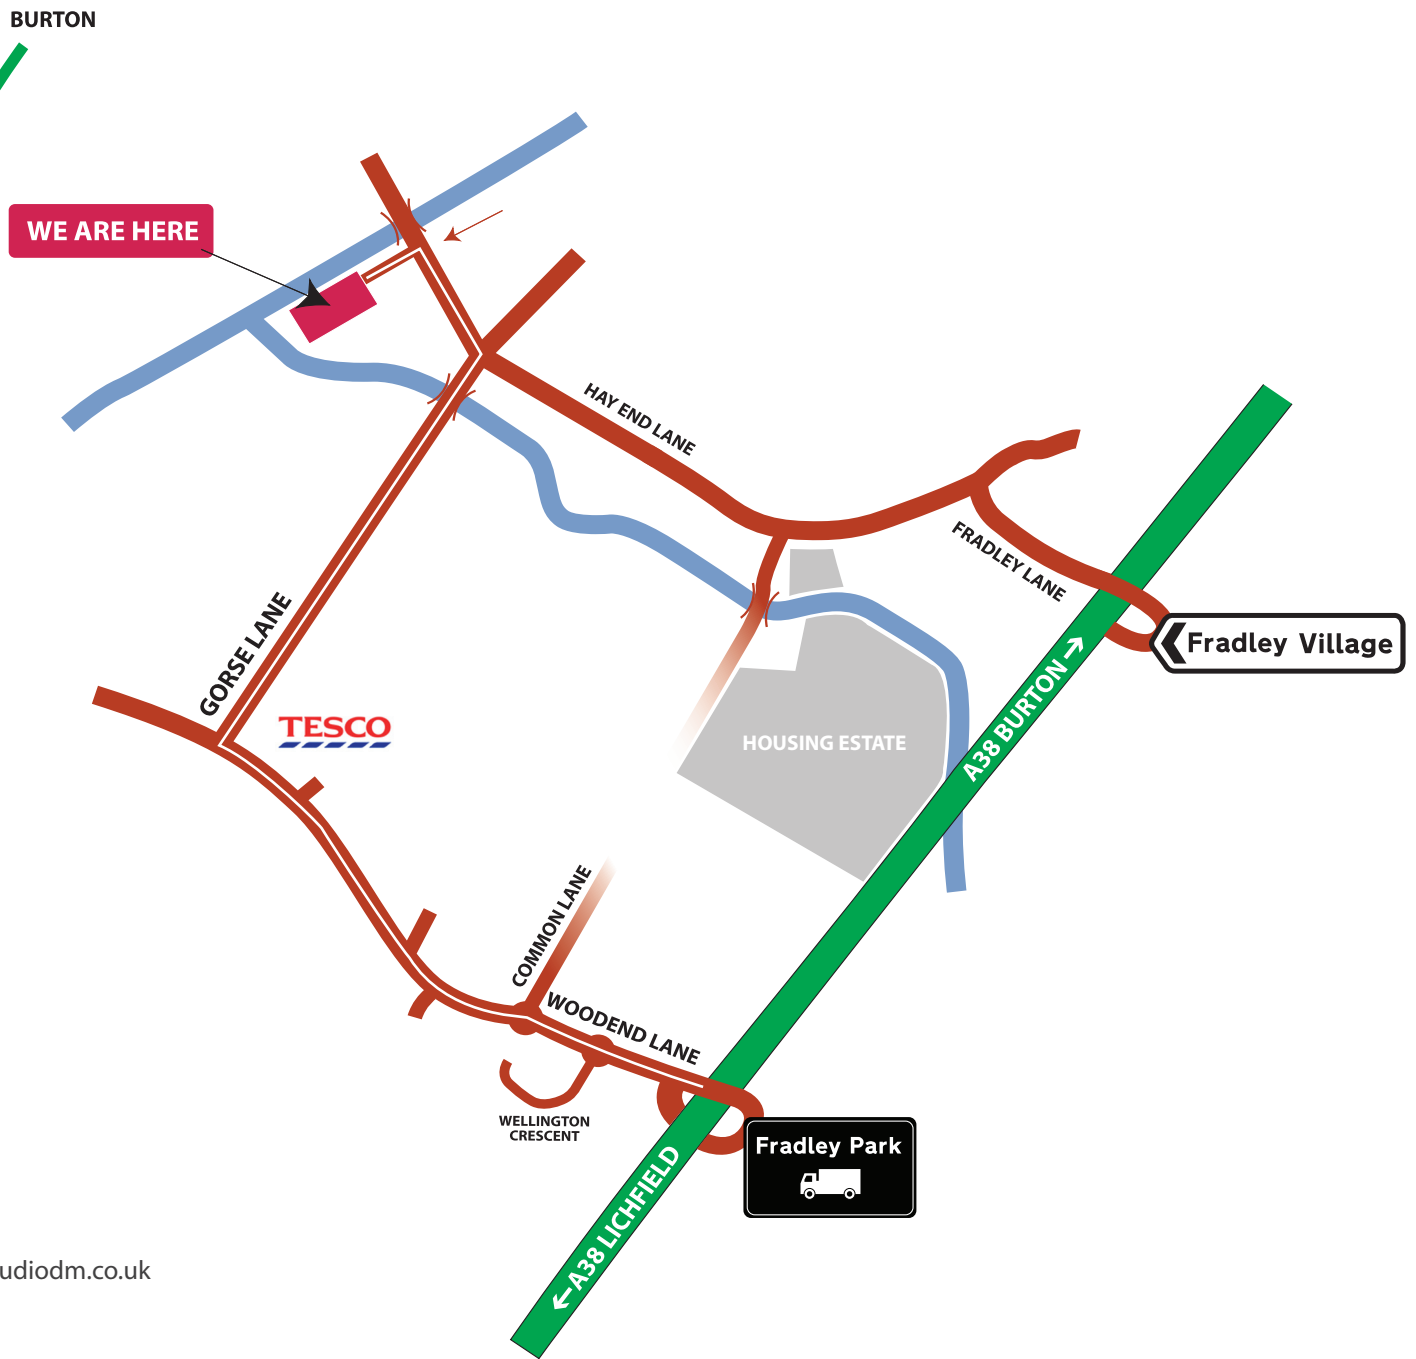 BURTON
WE ARE HERE
HAY END LANE
FRADLEY LANE
Fradley Village
GORSE LANE
TESCO
HOUSING ESTATE
A38 BURTON →
COMMON LANE
WOODEND LANE
WELLINGTON
CRESCENT
Fradley Park
←A38 LICHFIELD
udiodm.co.uk